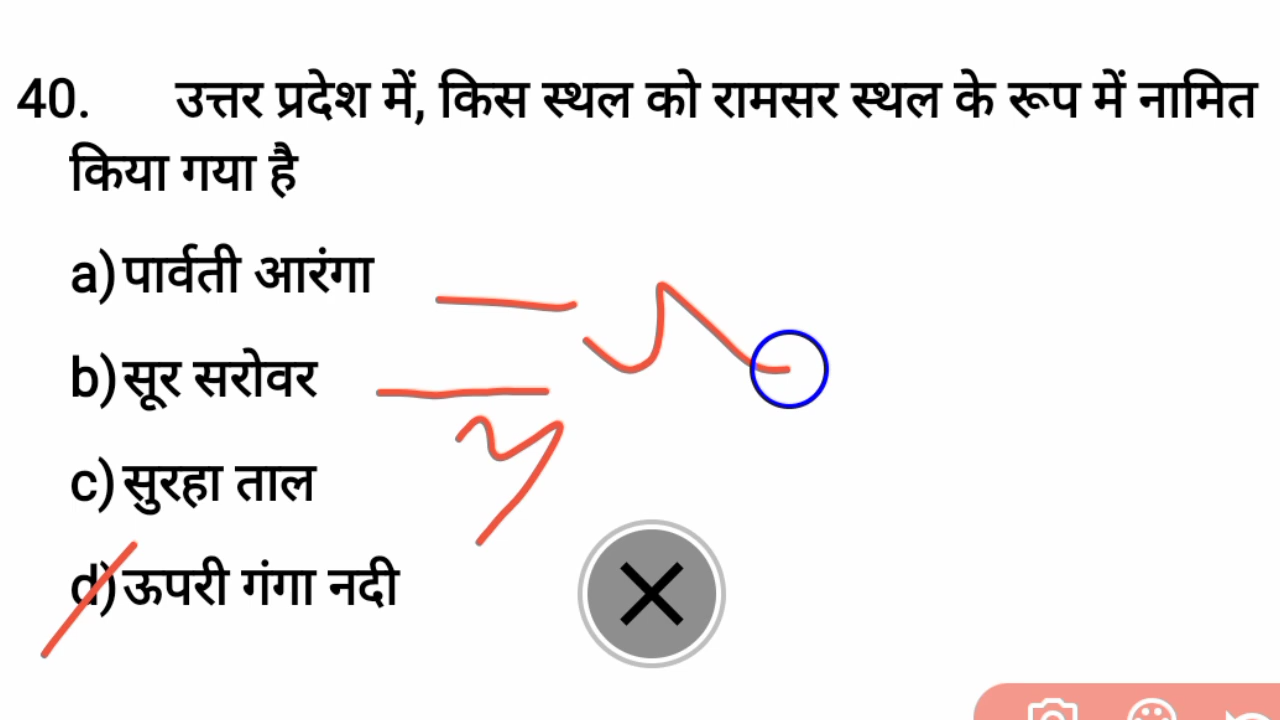 40. उत्तर प्रदेश में, किस स्थल को रामसर स्थल के रूप में नामित
किया गया है
a) पार्वती आरंगा
b) सूर सरोवर
c) सुरहा ताल
d) ऊपरी गंगा नदी